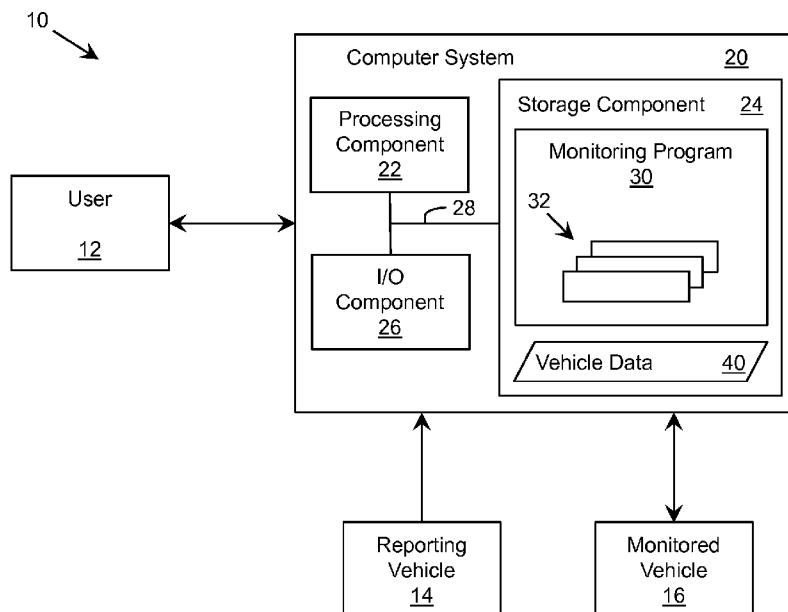 10
Computer System 20
Processing
Component
22
Storage Component 24
Monitoring Program
30
User
12
28
32
I/O
Component
26
Vehicle Data 40
Reporting
Vehicle
14
Monitored
Vehicle
16